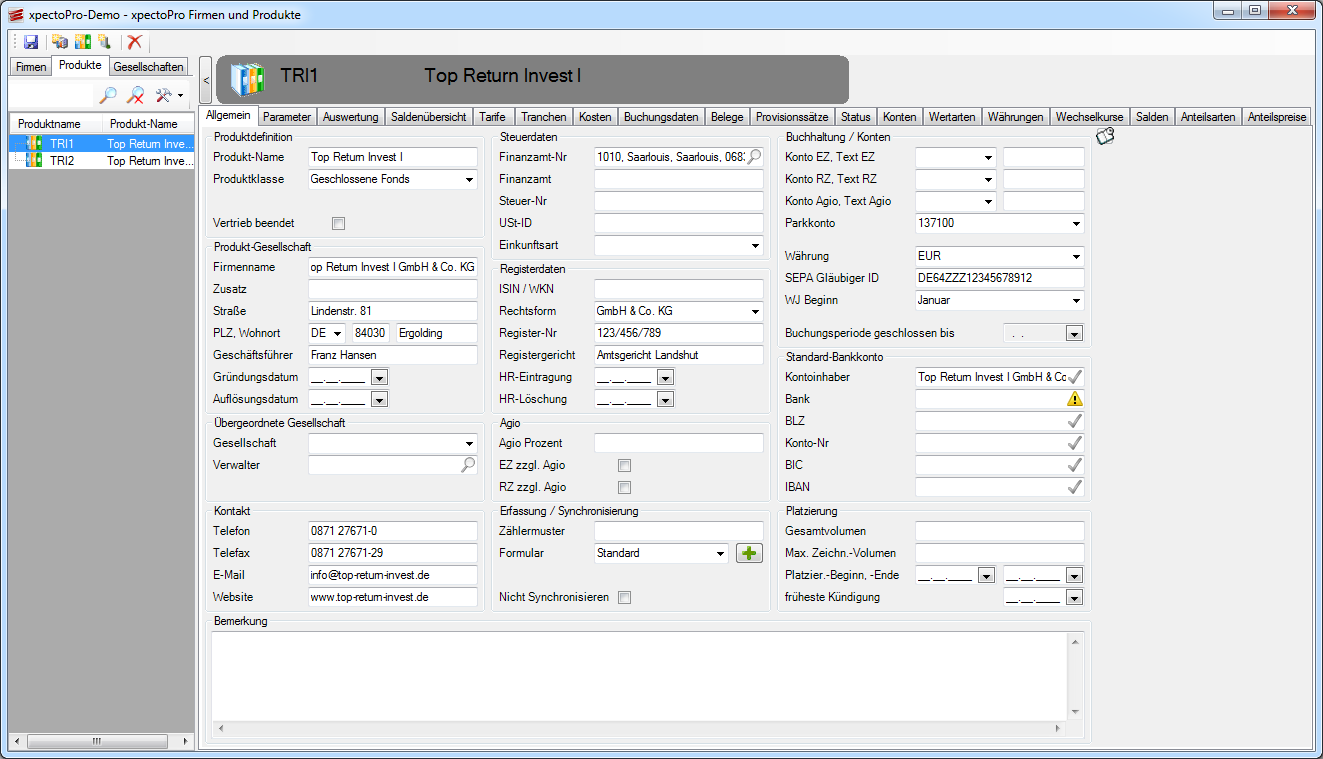 xpectoPro-Demo - xpectoPro Firmen und Produkte
Firmen Produkte Gesellschaften
Produktname Produkt-Name
TRI1 Top Return Inve...
TRI2 Top Return Inve...
<
TRI1 Top Return Invest I
Allgemein Parameter Auswertung Saldenübersicht Tarife Tranchen Kosten Buchungsdaten Belege Provisionssätze Status Konten Wertarten Währungen Wechselkurse Salden Anteilsarten Anteilspreise
Produktdefinition
Produkt-Name Top Return Invest I
Produktklasse Geschlossene Fonds
Vertrieb beendet
Produkt-Gesellschaft
Firmenname op Return Invest I GmbH & Co. KG
Zusatz
Straße Lindenstr. 81
PLZ, Wohnort DE 84030 Ergolding
Geschäftsführer Franz Hansen
Gründungsdatum __.__.____
Auflösungsdatum __.__.____
Übergeordnete Gesellschaft
Gesellschaft
Verwalter
Kontakt
Telefon 0871 27671-0
Telefax 0871 27671-29
E-Mail info@top-return-invest.de
Website www.top-return-invest.de
Steuerdaten
Finanzamt-Nr 1010, Saarlouis, Saarlouis, 068
Finanzamt
Steuer-Nr
USt-ID
Einkunftsart
Registerdaten
ISIN / WKN
Rechtsform GmbH & Co. KG
Register-Nr 123/456/789
Registergericht Amtsgericht Landshut
HR-Eintragung __.__.____
HR-Löschung __.__.____
Agio
Agio Prozent
EZ zzgl. Agio
RZ zzgl. Agio
Erfassung / Synchronisierung
Zählermuster
Formular Standard
Nicht Synchronisieren
Buchhaltung / Konten
Konto EZ, Text EZ
Konto RZ, Text RZ
Konto Agio, Text Agio
Parkkonto 137100
Währung EUR
SEPA Gläubiger ID DE64ZZZ12345678912
WJ Beginn Januar
Buchungsperiode geschlossen bis . .
Standard-Bankkonto
Kontoinhaber Top Return Invest I GmbH & Co
Bank
BLZ
Konto-Nr
BIC
IBAN
Platzierung
Gesamtvolumen
Max. Zeichn.-Volumen
Platzier.-Beginn, -Ende __.__.____ __.__.____
früheste Kündigung __.__.____
Bemerkung